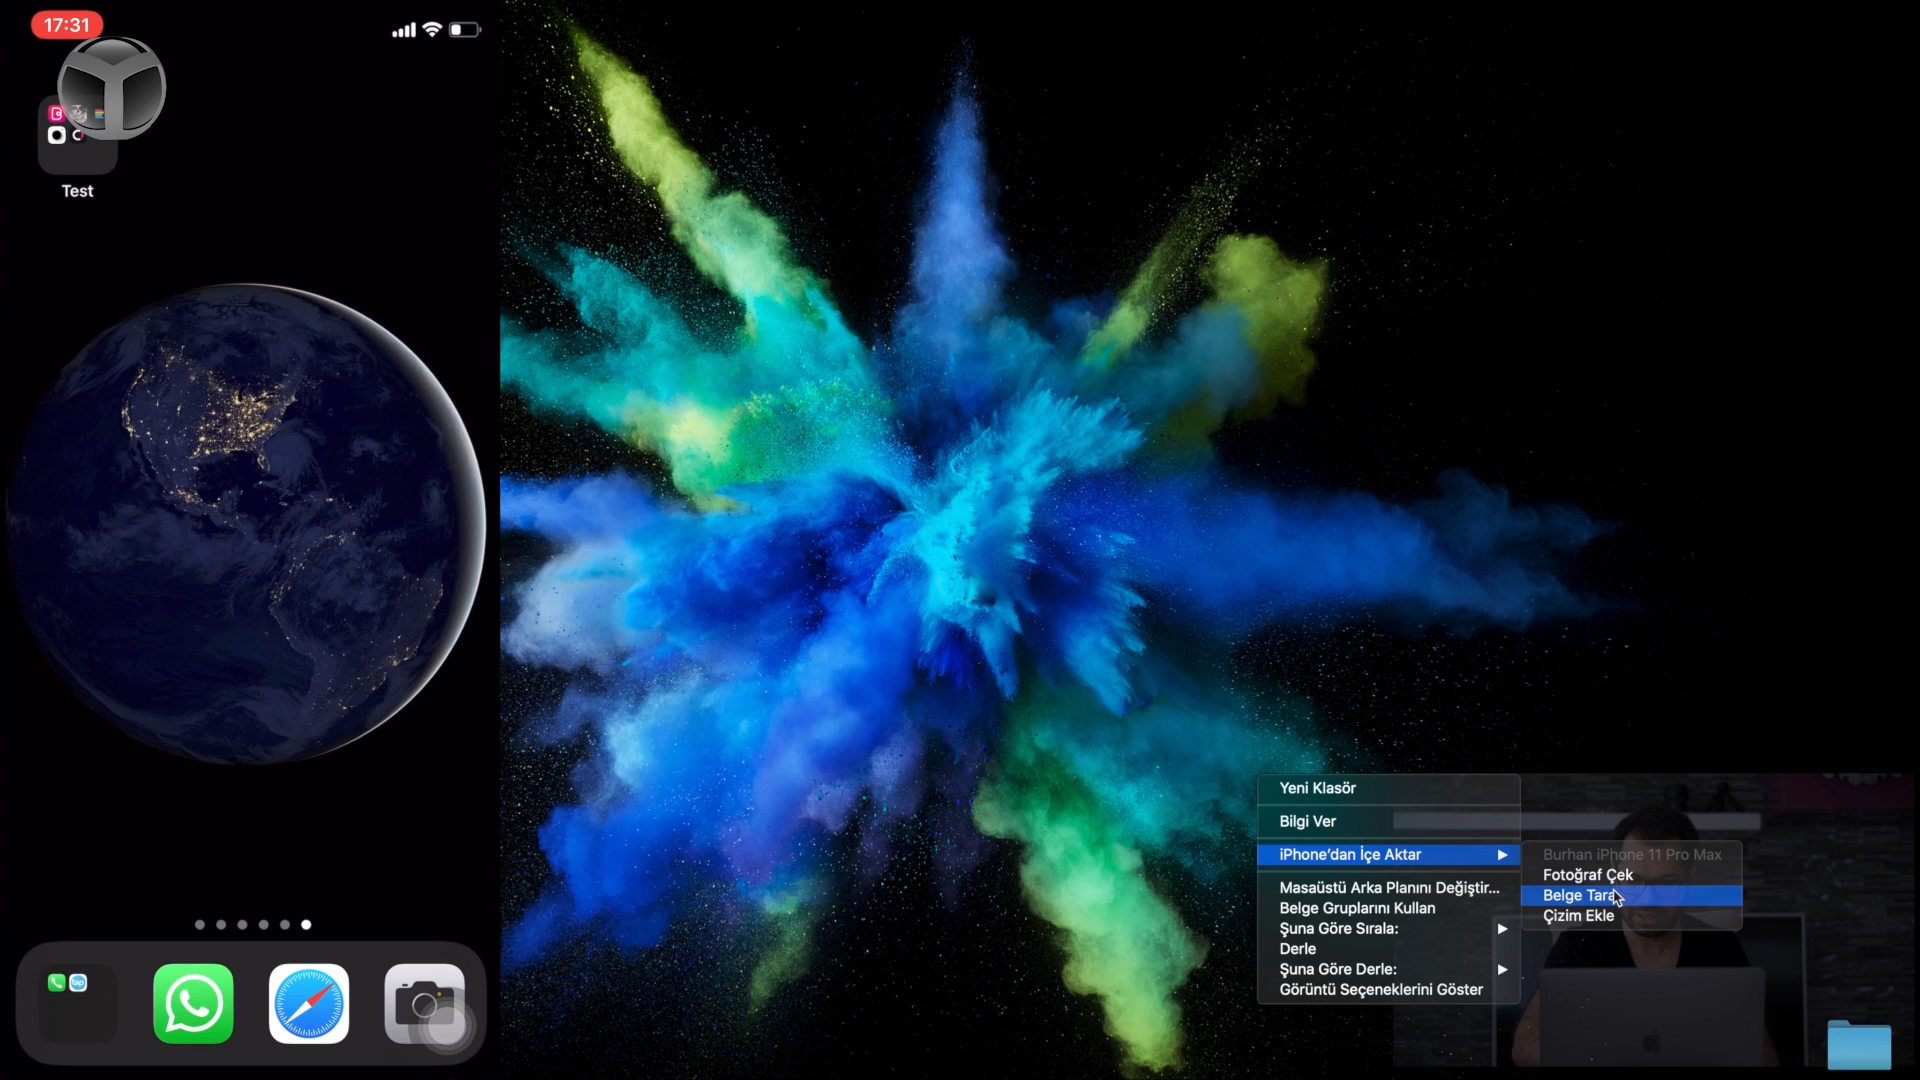 17:31
Test
Yeni Klasör
Bilgi Ver
iPhone'dan İçe Aktar
Masaüstü Arka Planını Değiştir...
Belge Gruplarını Kullan
Şuna Göre Sırala:
Derle
Şuna Göre Derle:
Görüntü Seçeneklerini Göster
Burhan iPhone 11 Pro Max
Fotoğraf Çek
Belge Tara
Çizim Ekle
bip